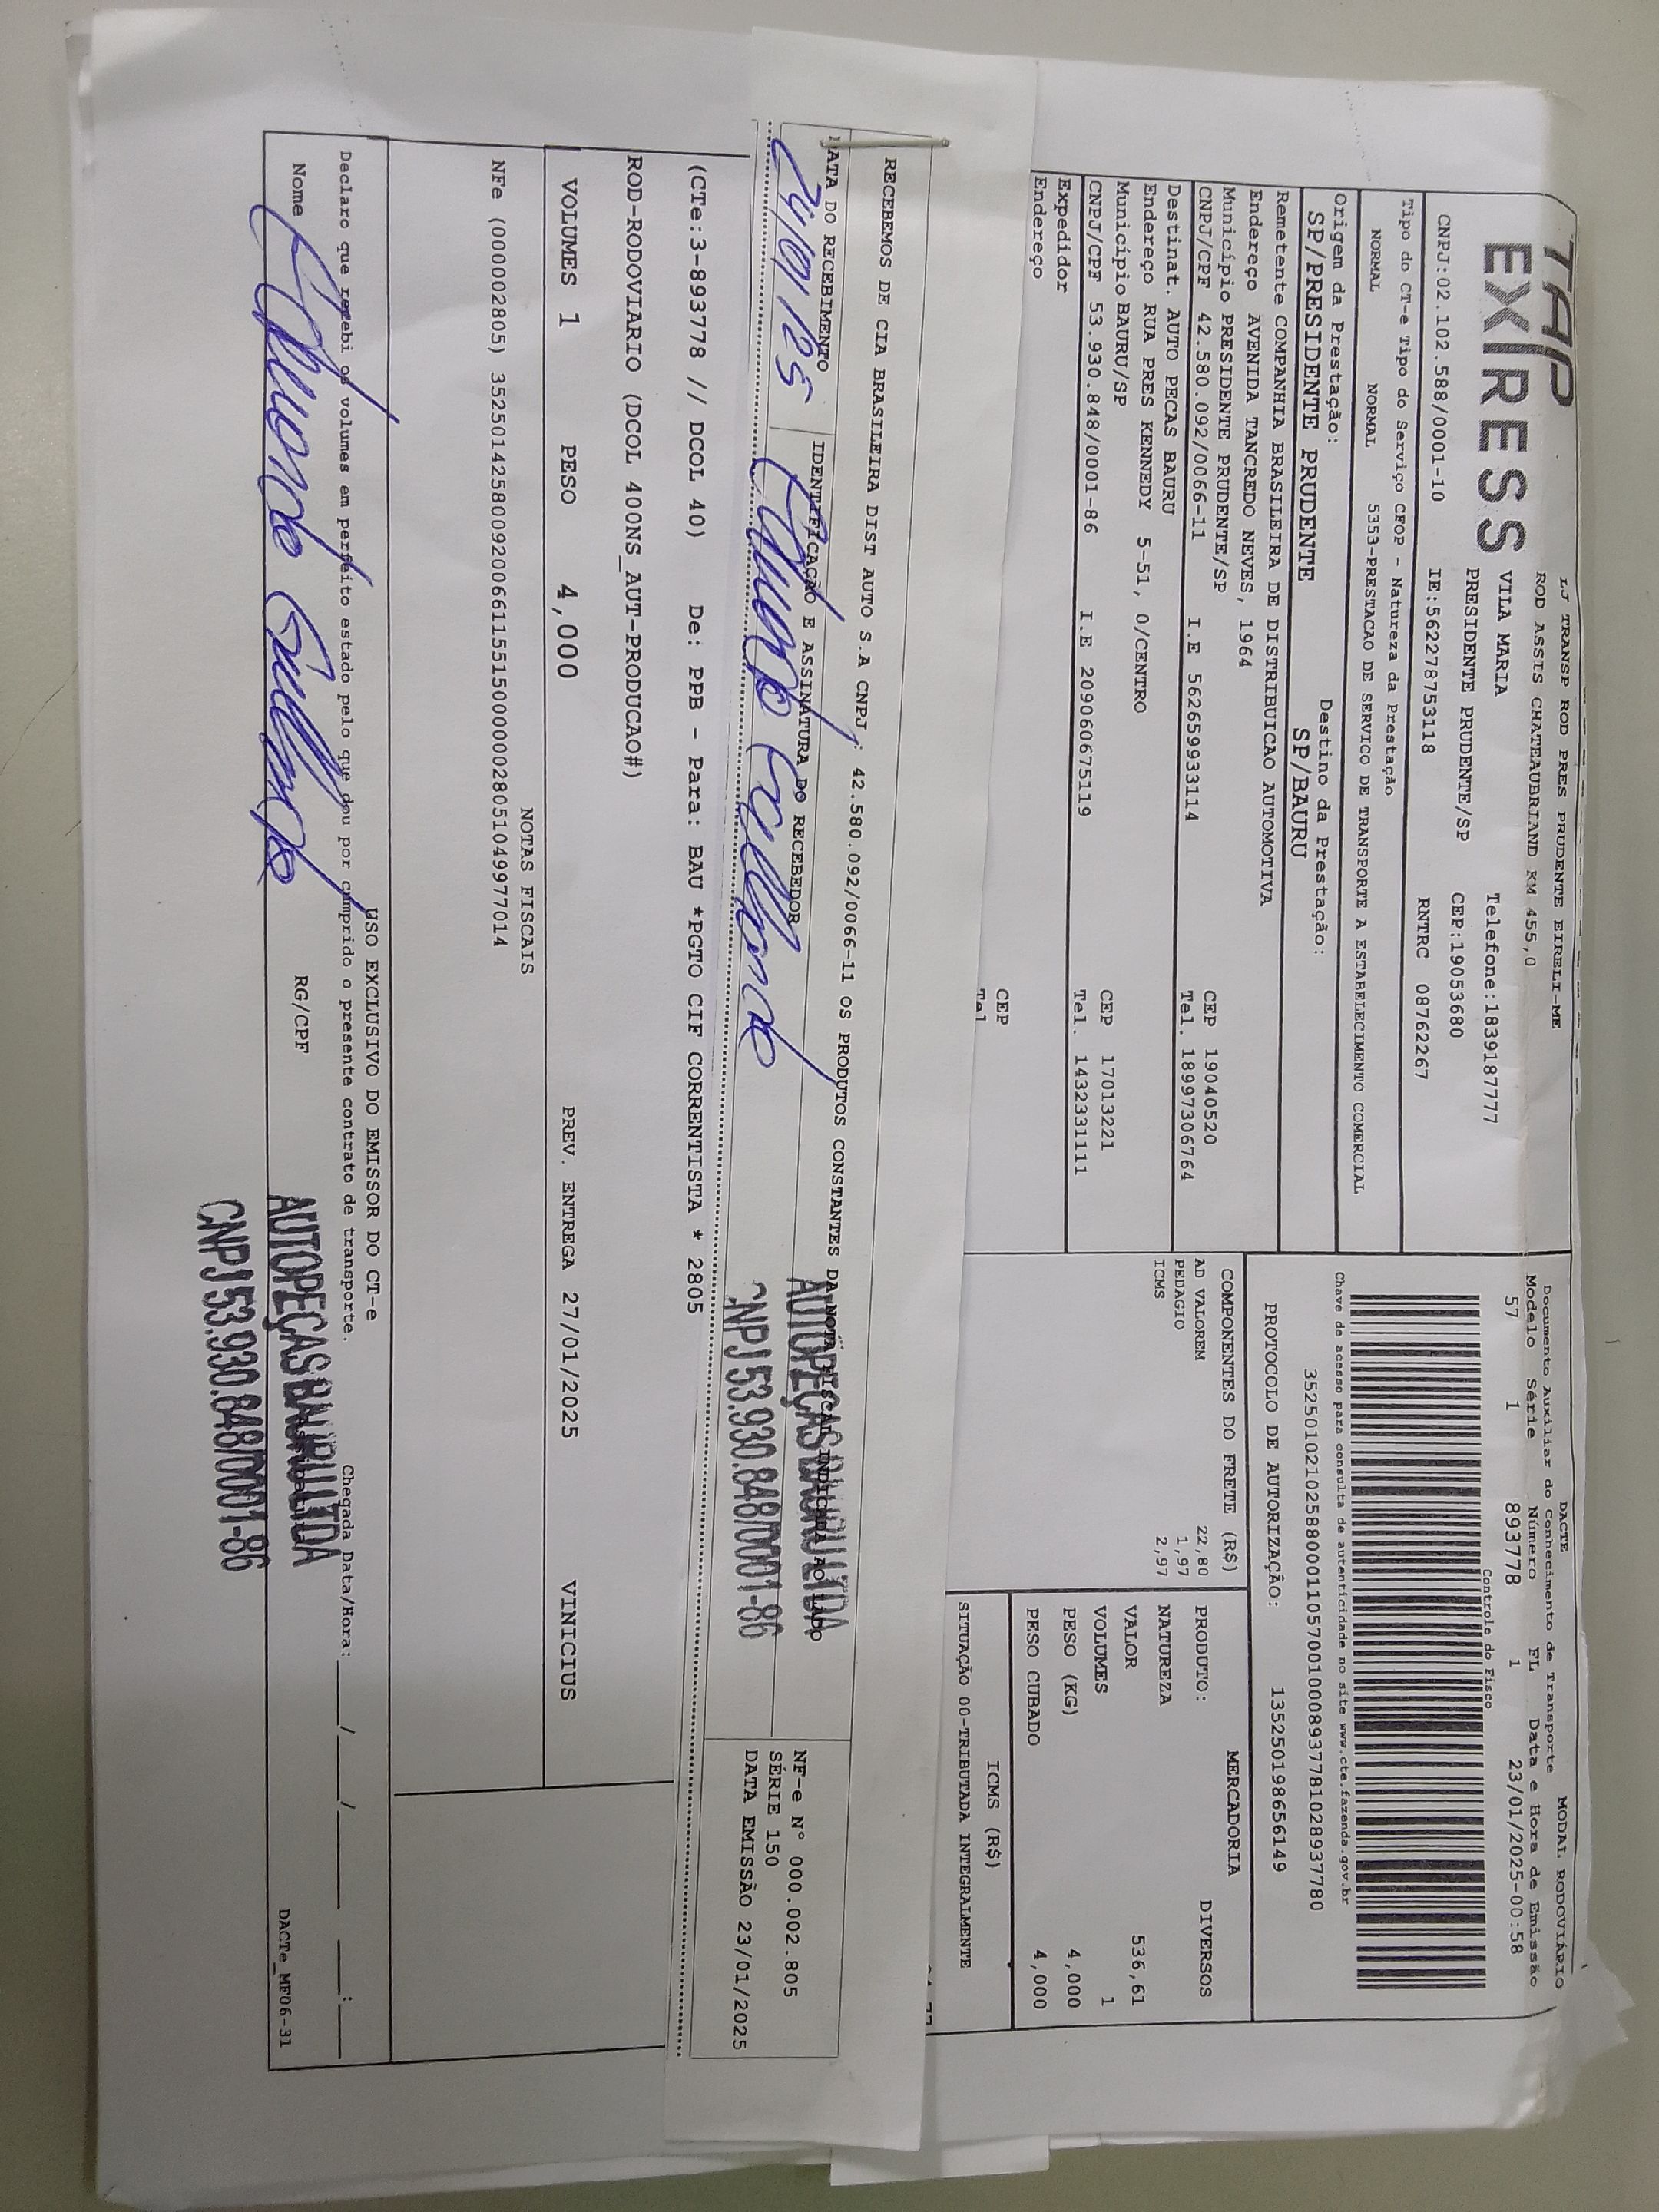 TAP
EXPRESS
LJ TRANSP ROD PRES PRUDENTE EIRELI-ME
ROD ASSIS CHATEAUBRIAND KM 455,0
VILA MARIA Telefone:1839187777
PRESIDENTE PRUDENTE/SP CEP:19053680
CNPJ:02.102.588/0001-10 IE:562278753118 RNTRC 08762267
Tipo do CT-e Tipo do Serviço CFOP - Natureza da Prestação
NORMAL NORMAL 5353-PRESTACAO DE SERVICO DE TRANSPORTE A ESTABELECIMENTO COMERCIAL
Origem da Prestação: Destino da Prestação:
SP/PRESIDENTE PRUDENTE SP/BAURU
Remetente COMPANHIA BRASILEIRA DE DISTRIBUICAO AUTOMOTIVA
Endereço AVENIDA TANCREDO NEVES, 1964
Município PRESIDENTE PRUDENTE/SP CEP 19040520
CNPJ/CPF 42.580.092/0066-11 I.E 562659933114 Tel. 18997306764
Destinat. AUTO PECAS BAURU
Endereço RUA PRES KENNEDY 5-51, 0/CENTRO
Município BAURU/SP CEP 17013221
CNPJ/CPF 53.930.848/0001-86 I.E 209060675119 Tel. 1432331111
Expedidor
Endereço
CEP
Tel
DACTE MODAL RODOVIÁRIO
Documento Auxiliar do Conhecimento de Transporte
Modelo Série Número FL Data e Hora de Emissão
57 1 893778 1 23/01/2025-00:58
Controle do Fisco
Chave de acesso para consulta de autenticidade no site www.cte.fazenda.gov.br
35250102102588000110570010008937781028937780
PROTOCOLO DE AUTORIZAÇÃO: 135250198656149
COMPONENTES DO FRETE (R$)
AD VALOREM 22,80
PEDAGIO 1,97
ICMS 2,97
MERCADORIA
PRODUTO: DIVERSOS
NATUREZA
VALOR 536,61
VOLUMES 1
PESO (KG) 4,000
PESO CUBADO 4,000
ICMS (R$)
SITUAÇÃO 00-TRIBUTADA INTEGRALMENTE
RECEBEMOS DE CIA BRASILEIRA DIST AUTO S.A CNPJ: 42.580.092/0066-11 OS PRODUTOS CONSTANTES DA NOTA FISCAL INDICADA AO LADO
DATA DO RECEBIMENTO IDENTIFICAÇÃO E ASSINATURA DO RECEBEDOR
24/01/25
AUTOPEÇAS BAURU LTDA
CNPJ 53.930.848/0001-86
NF-e Nº 000.002.805
SÉRIE 150
DATA EMISSÃO 23/01/2025
(CTe:3-893778 // DCOL 40) De: PPB - Para: BAU *PGTO CIF CORRENTISTA * 2805
ROD-RODOVIARIO (DCOL 400NS_AUT-PRODUCAO#)
VOLUMES 1 PESO 4,000 PREV. ENTREGA 27/01/2025 VINICIUS
NOTAS FISCAIS
NFe (000002805) 35250142580092006611551500000028051049977014
USO EXCLUSIVO DO EMISSOR DO CT-e
Declaro que recebi os volumes em perfeito estado pelo que dou por cumprido o presente contrato de transporte. Chegada Data/Hora: ___/___/_____ ___:___
Nome RG/CPF
AUTOPEÇAS BAURU LTDA
CNPJ 53.930.848/0001-86
DACTe_MF06-31